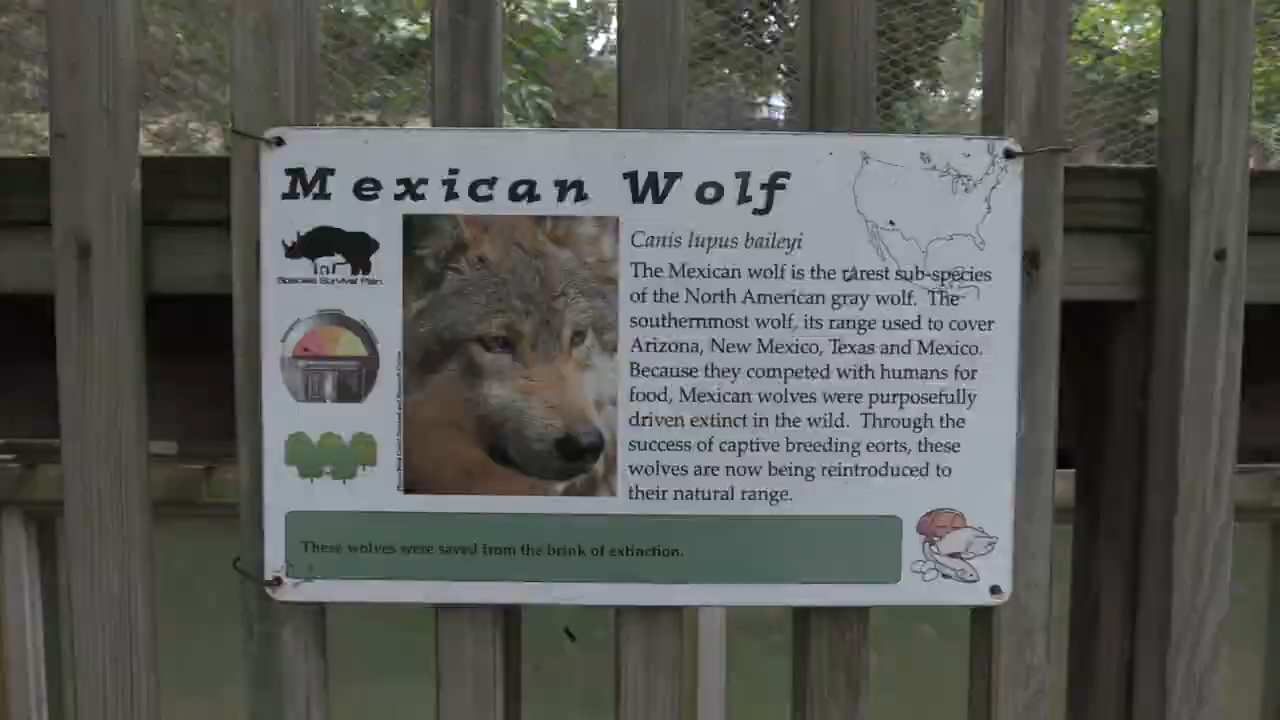 Mexican Wolf
Species Survival Plan
Canis lupus baileyi
The Mexican wolf is the rarest sub-species
of the North American gray wolf. The
southernmost wolf, its range used to cover
Arizona, New Mexico, Texas and Mexico.
Because they competed with humans for
food, Mexican wolves were purposefully
driven extinct in the wild. Through the
success of captive breeding eorts, these
wolves are now being reintroduced to
their natural range.
These wolves were saved from the brink of extinction.